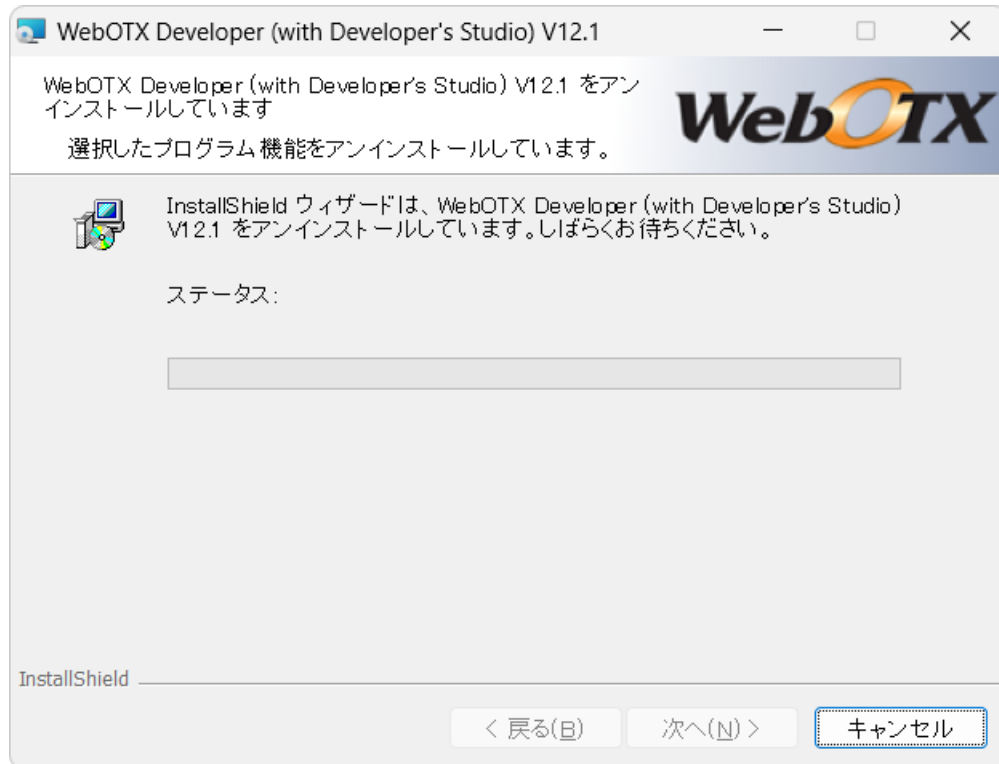 WebOTX Developer (with Developer's Studio) V12.1
WebOTX Developer (with Developer's Studio) V12.1 をアン
インストールしています
選択したプログラム機能をアンインストールしています。
WebOTX
InstallShield ウィザードは、WebOTX Developer (with Developer's Studio)
V12.1 をアンインストールしています。しばらくお待ちください。
ステータス:
InstallShield
< 戻る(B)
次へ(N) >
キャンセル